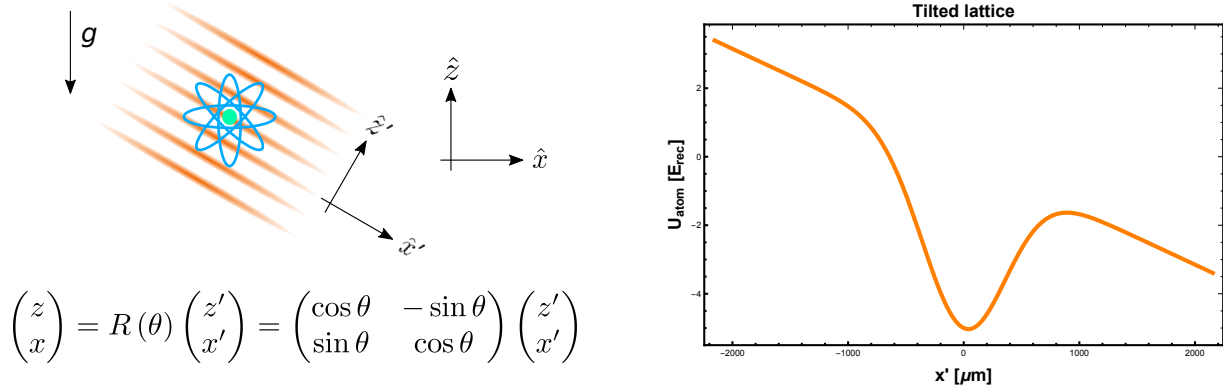 g
ẑ
x̂
ẑ'
x̂'
(z x) = R (θ) (z' x') = (cos θ − sin θ sin θ cos θ) (z' x')
Tilted lattice
U_atom [E_rec]
2
0
−2
−4
−2000 −1000 0 1000 2000
x' [μm]